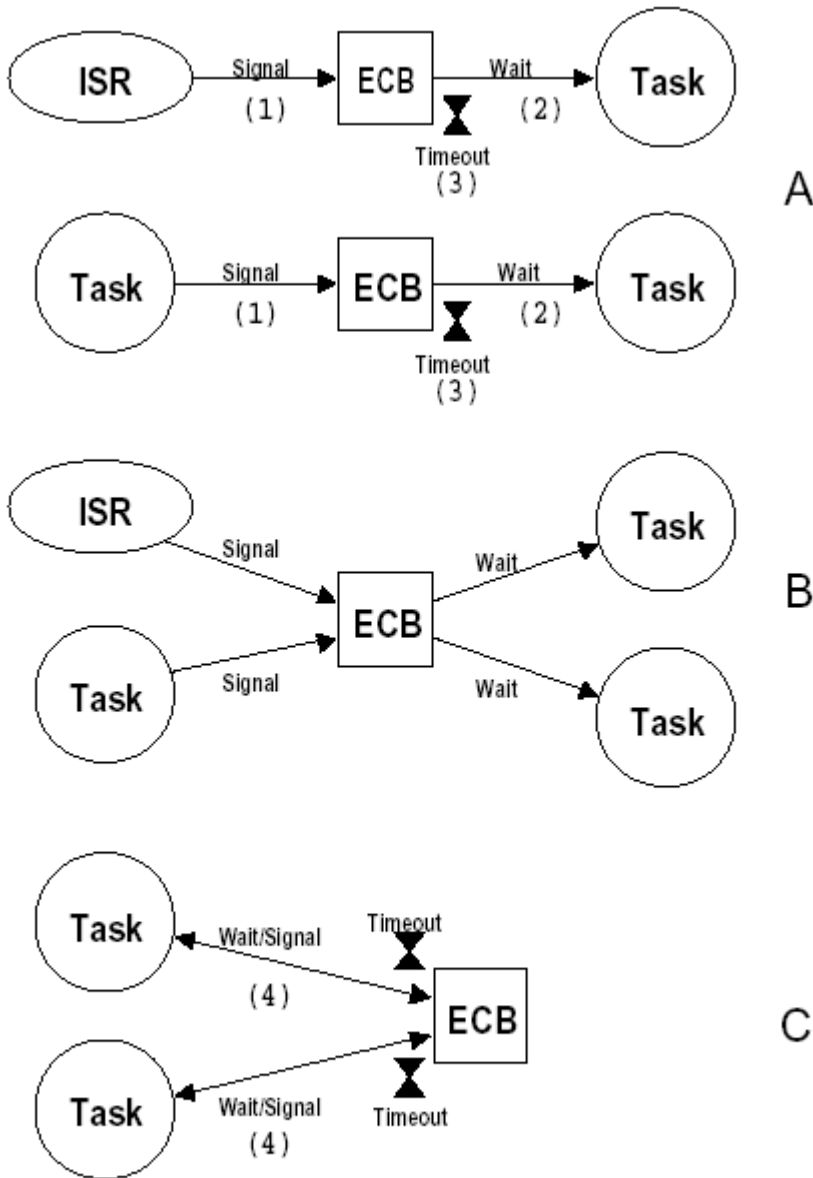 ISR Signal ECB Wait Task
(1) (2)
Timeout
(3)
A
Task Signal ECB Wait Task
(1) (2)
Timeout
(3)
ISR Signal Wait Task
ECB
B
Task Signal Wait Task
Task Wait/Signal Timeout
(4)
ECB
C
Task Wait/Signal Timeout
(4)